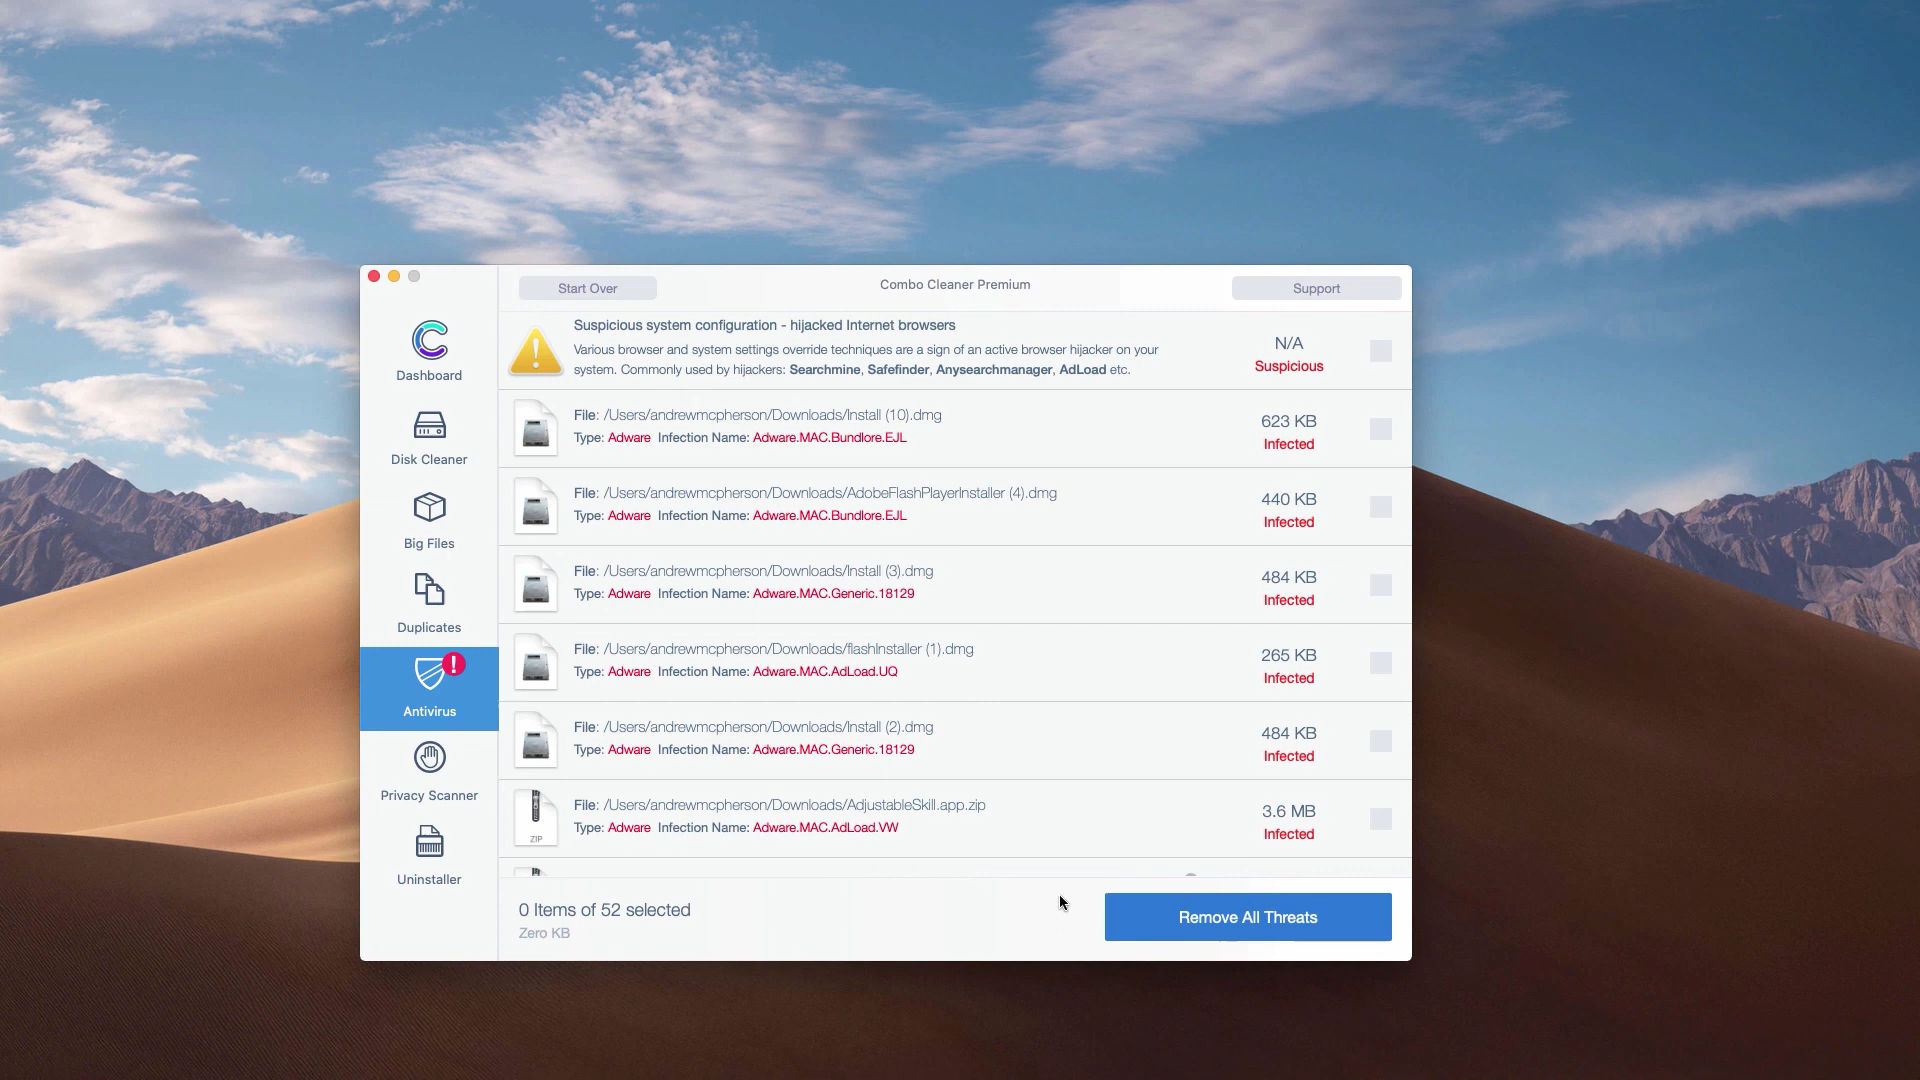 Start Over
Combo Cleaner Premium
Support
Dashboard
Disk Cleaner
Big Files
Duplicates
!
Antivirus
Privacy Scanner
Uninstaller
Suspicious system configuration - hijacked Internet browsers
Various browser and system settings override techniques are a sign of an active browser hijacker on your
system. Commonly used by hijackers: Searchmine, Safefinder, Anysearchmanager, AdLoad etc.
N/A
Suspicious
File: /Users/andrewmcpherson/Downloads/Install (10).dmg
Type: Adware Infection Name: Adware.MAC.Bundlore.EJL
623 KB
Infected
File: /Users/andrewmcpherson/Downloads/AdobeFlashPlayerInstaller (4).dmg
Type: Adware Infection Name: Adware.MAC.Bundlore.EJL
440 KB
Infected
File: /Users/andrewmcpherson/Downloads/Install (3).dmg
Type: Adware Infection Name: Adware.MAC.Generic.18129
484 KB
Infected
File: /Users/andrewmcpherson/Downloads/flashInstaller (1).dmg
Type: Adware Infection Name: Adware.MAC.AdLoad.UQ
265 KB
Infected
File: /Users/andrewmcpherson/Downloads/Install (2).dmg
Type: Adware Infection Name: Adware.MAC.Generic.18129
484 KB
Infected
ZIP
File: /Users/andrewmcpherson/Downloads/AdjustableSkill.app.zip
Type: Adware Infection Name: Adware.MAC.AdLoad.VW
3.6 MB
Infected
0 Items of 52 selected
Zero KB
Remove All Threats